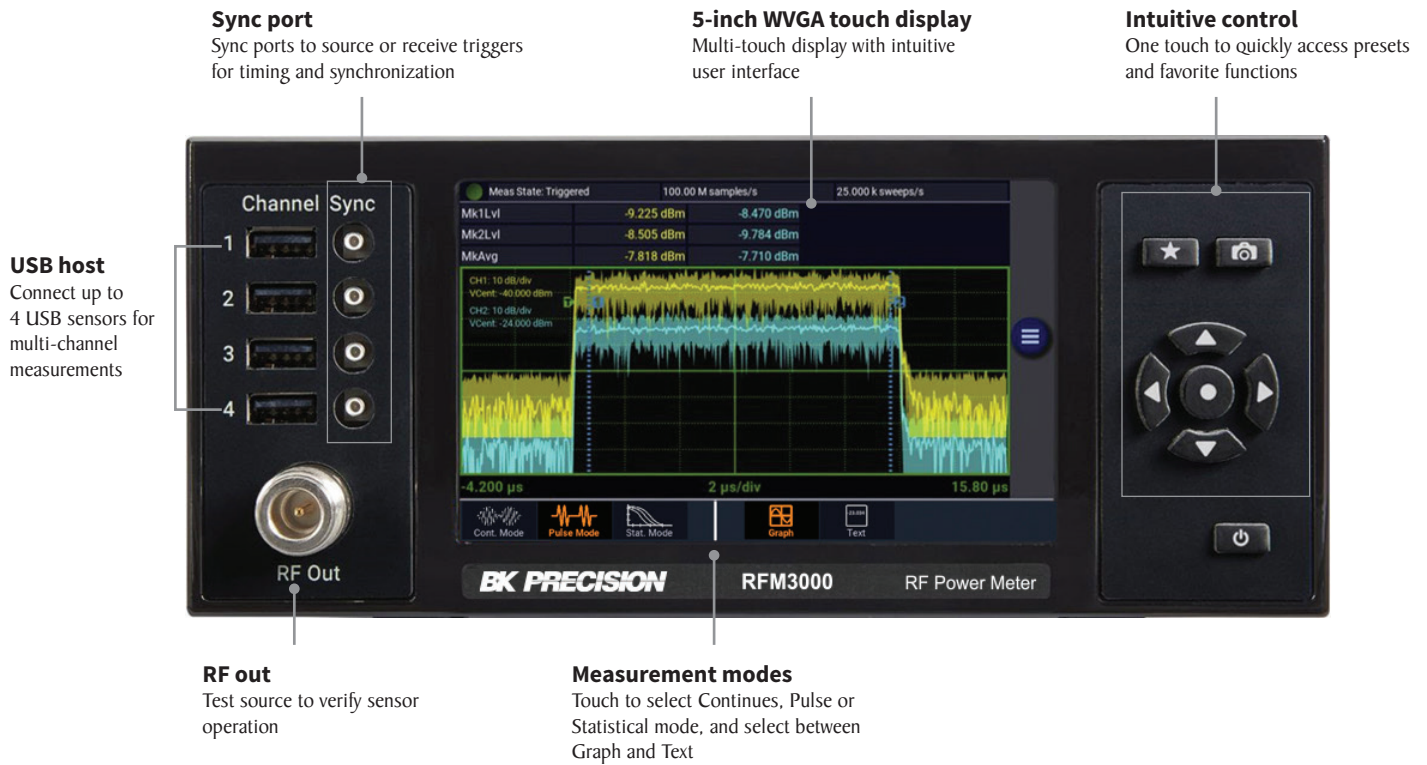 Sync port
Sync ports to source or receive triggers
for timing and synchronization
5-inch WVGA touch display
Multi-touch display with intuitive
user interface
Intuitive control
One touch to quickly access presets
and favorite functions
USB host
Connect up to
4 USB sensors for
multi-channel
measurements
Channel Sync
1
2
3
4
RF Out
Meas State: Triggered 100.00 M samples/s 25.000 k sweeps/s
Mk1Lvl -9.225 dBm -8.470 dBm
Mk2Lvl -8.505 dBm -9.784 dBm
MkAvg -7.818 dBm -7.710 dBm
CH1: 10 dB/div
VCent: -40.000 dBm
CH2: 10 dB/div
VCent: -24.000 dBm
-4.200 µs 2 µs/div 15.80 µs
Cont. Mode Pulse Mode Stat. Mode Graph Text
BK PRECISION RFM3000 RF Power Meter
RF out
Test source to verify sensor
operation
Measurement modes
Touch to select Continues, Pulse or
Statistical mode, and select between
Graph and Text